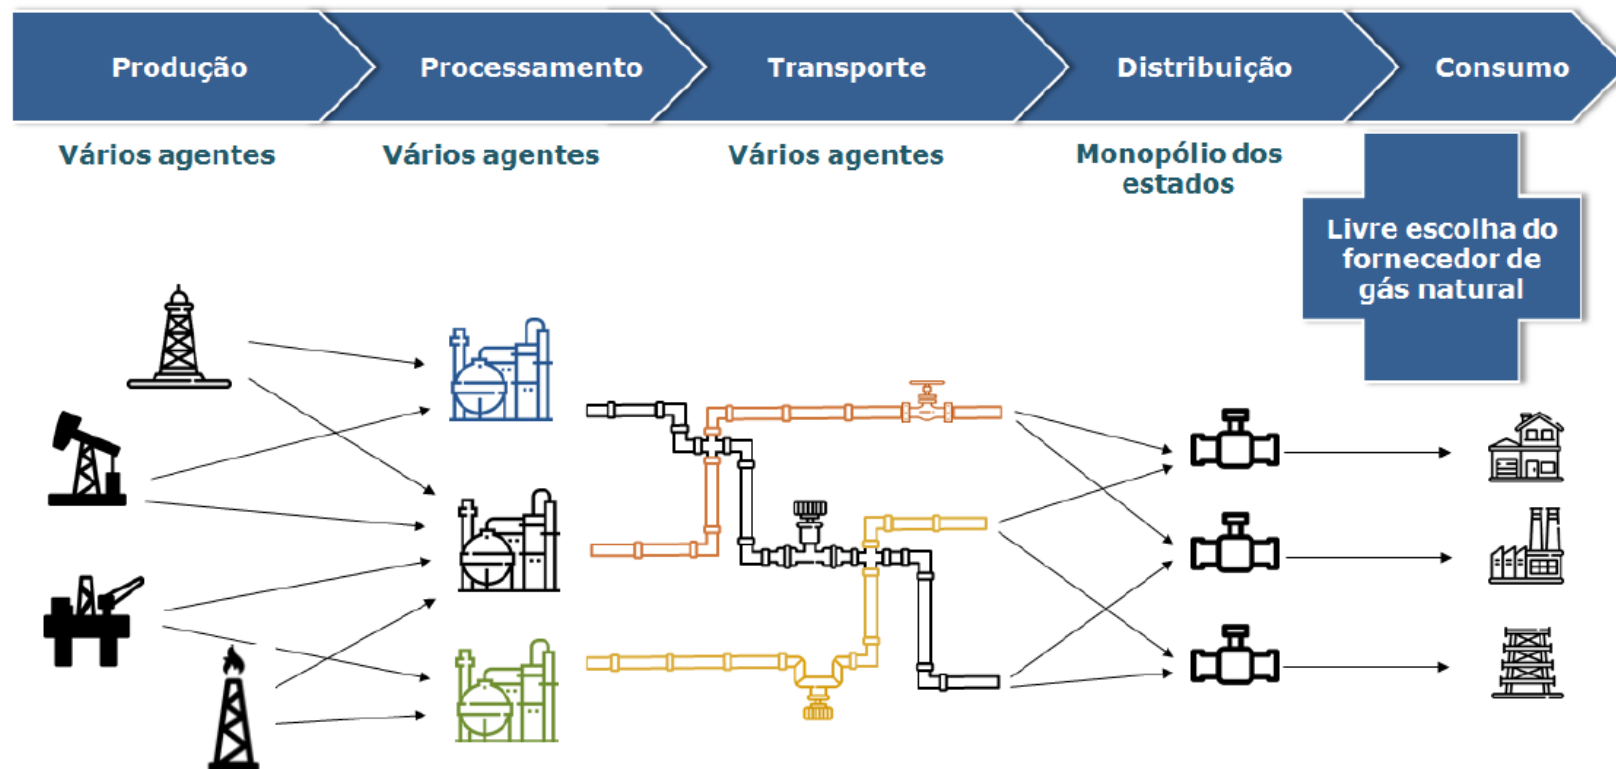 Produção
Processamento
Transporte
Distribuição
Consumo
Vários agentes
Vários agentes
Vários agentes
Monopólio dos
estados
Livre escolha do
fornecedor de
gás natural